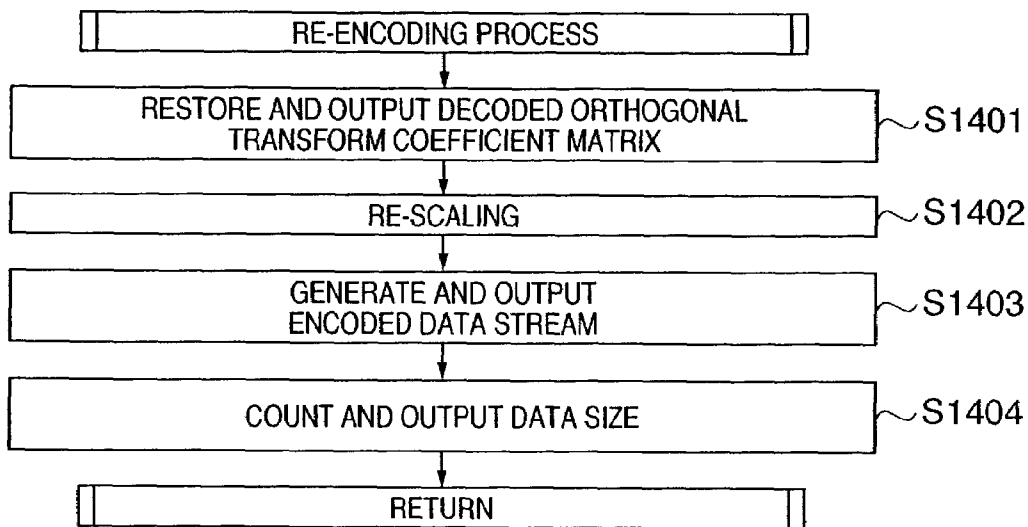 RE-ENCODING PROCESS
RESTORE AND OUTPUT DECODED ORTHOGONAL
TRANSFORM COEFFICIENT MATRIX
S1401
RE-SCALING
S1402
GENERATE AND OUTPUT
ENCODED DATA STREAM
S1403
COUNT AND OUTPUT DATA SIZE
S1404
RETURN